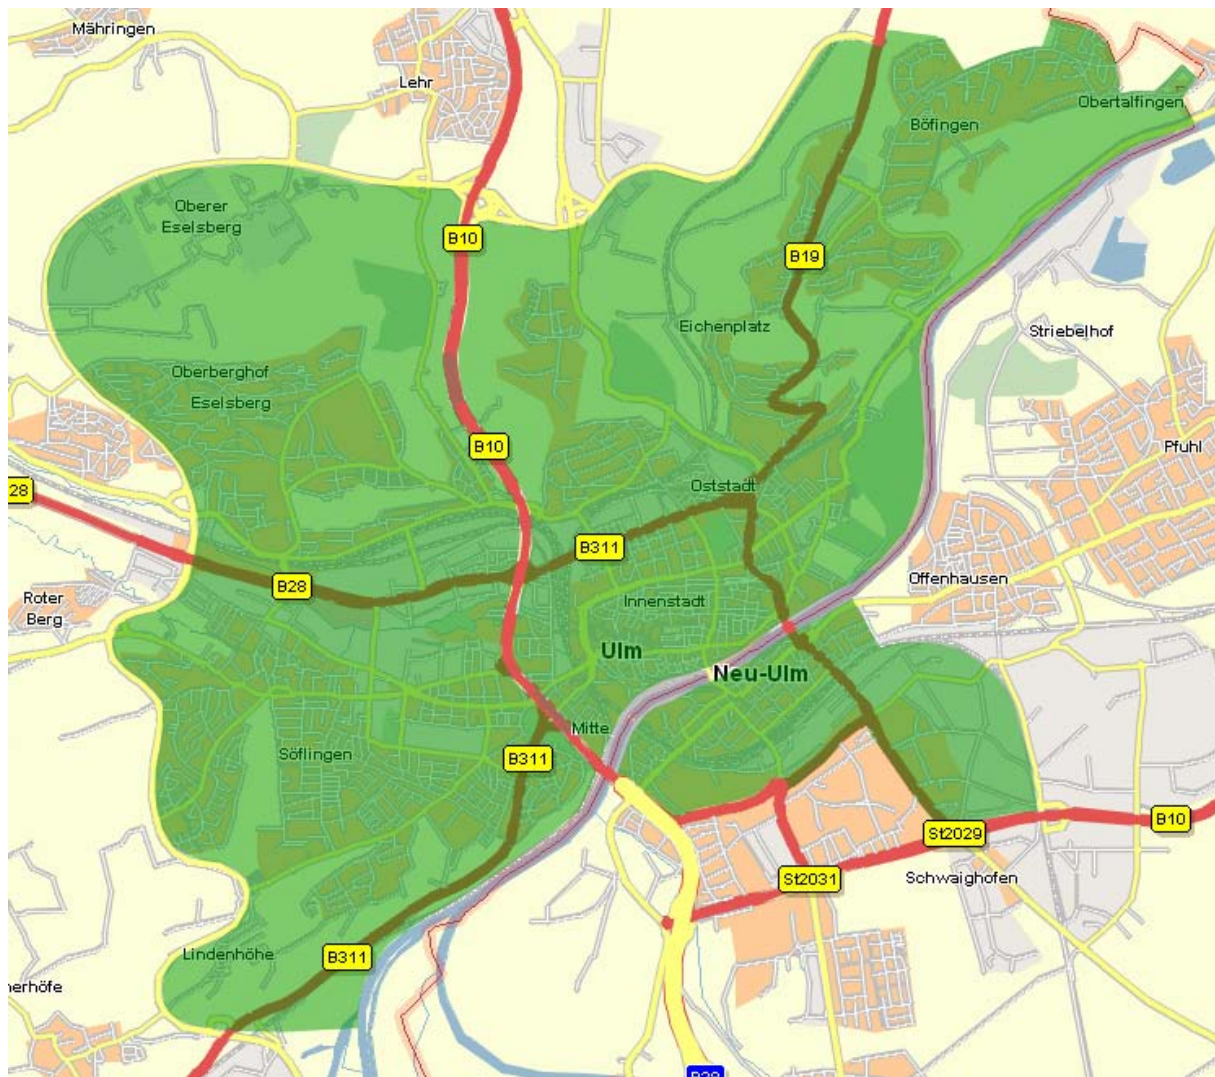 Mähringen
Lehr
Obertalfingen
Böfingen
Oberer
Eselsberg
B10
B19
Eichenplatz
Striebelhof
Oberberghof
Eselsberg
B10
Pfuhl
28
Oststadt
B311
B28
Offenhausen
Roter
Berg
Innenstadt
Ulm
Neu-Ulm
Mitte
Söflingen
B311
B10
St2029
St2031
Schwaighofen
Lindenhöhe
B311
nerhöfe